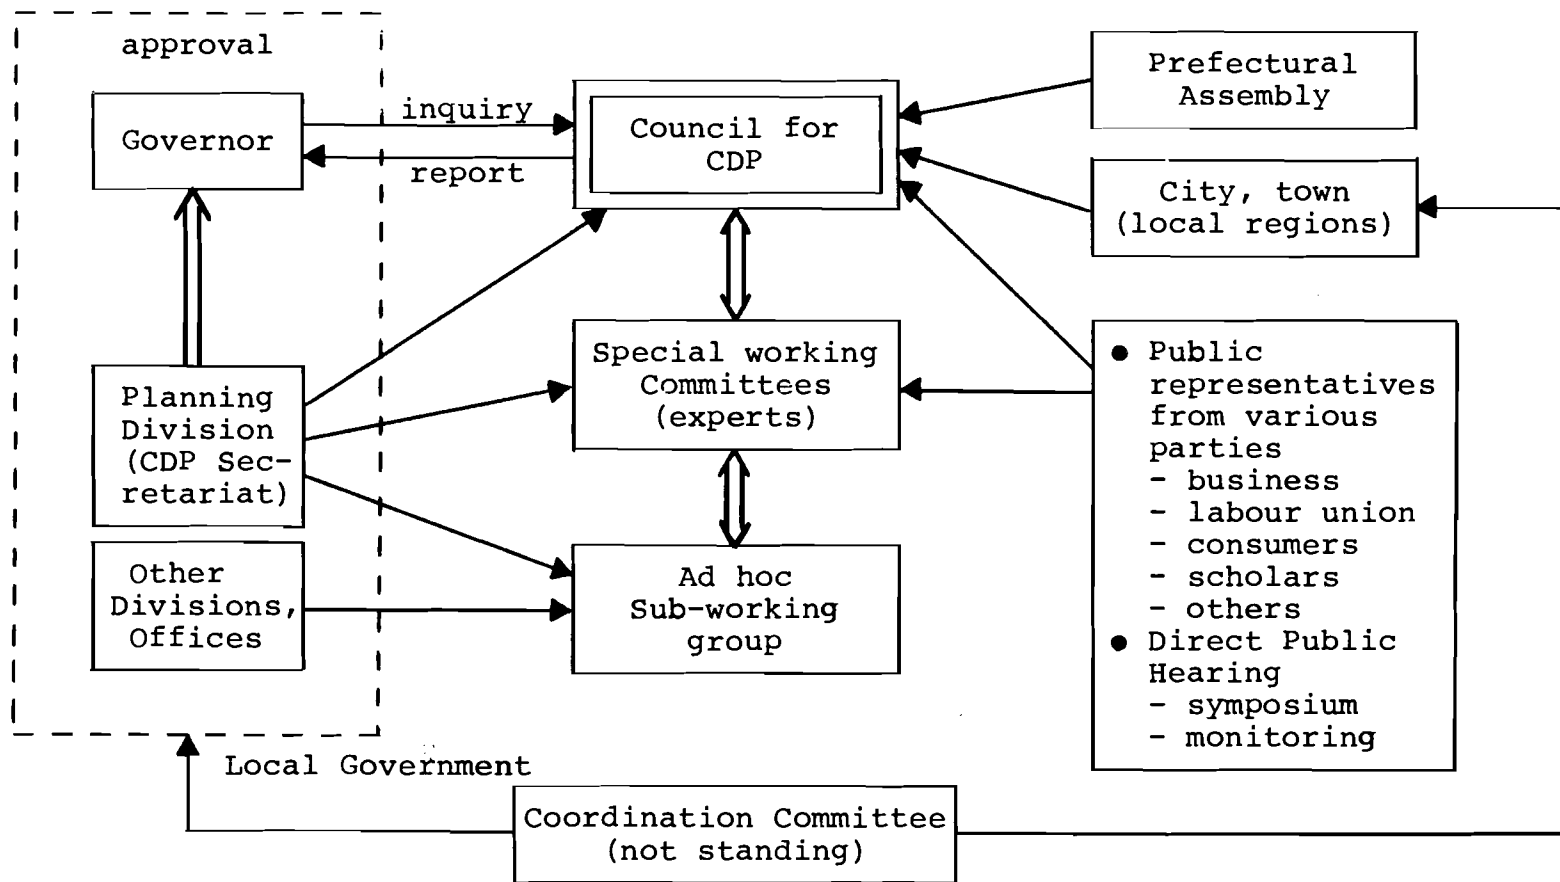 approval
Governor
inquiry
report
Council for
CDP
Prefectural
Assembly
City, town
(local regions)
Planning
Division
(CDP Sec-
retariat)
Other
Divisions,
Offices
Special working
Committees
(experts)
Ad hoc
Sub-working
group
● Public
representatives
from various
parties
- business
- labour union
- consumers
- scholars
- others
● Direct Public
Hearing
- symposium
- monitoring
Local Government
Coordination Committee
(not standing)